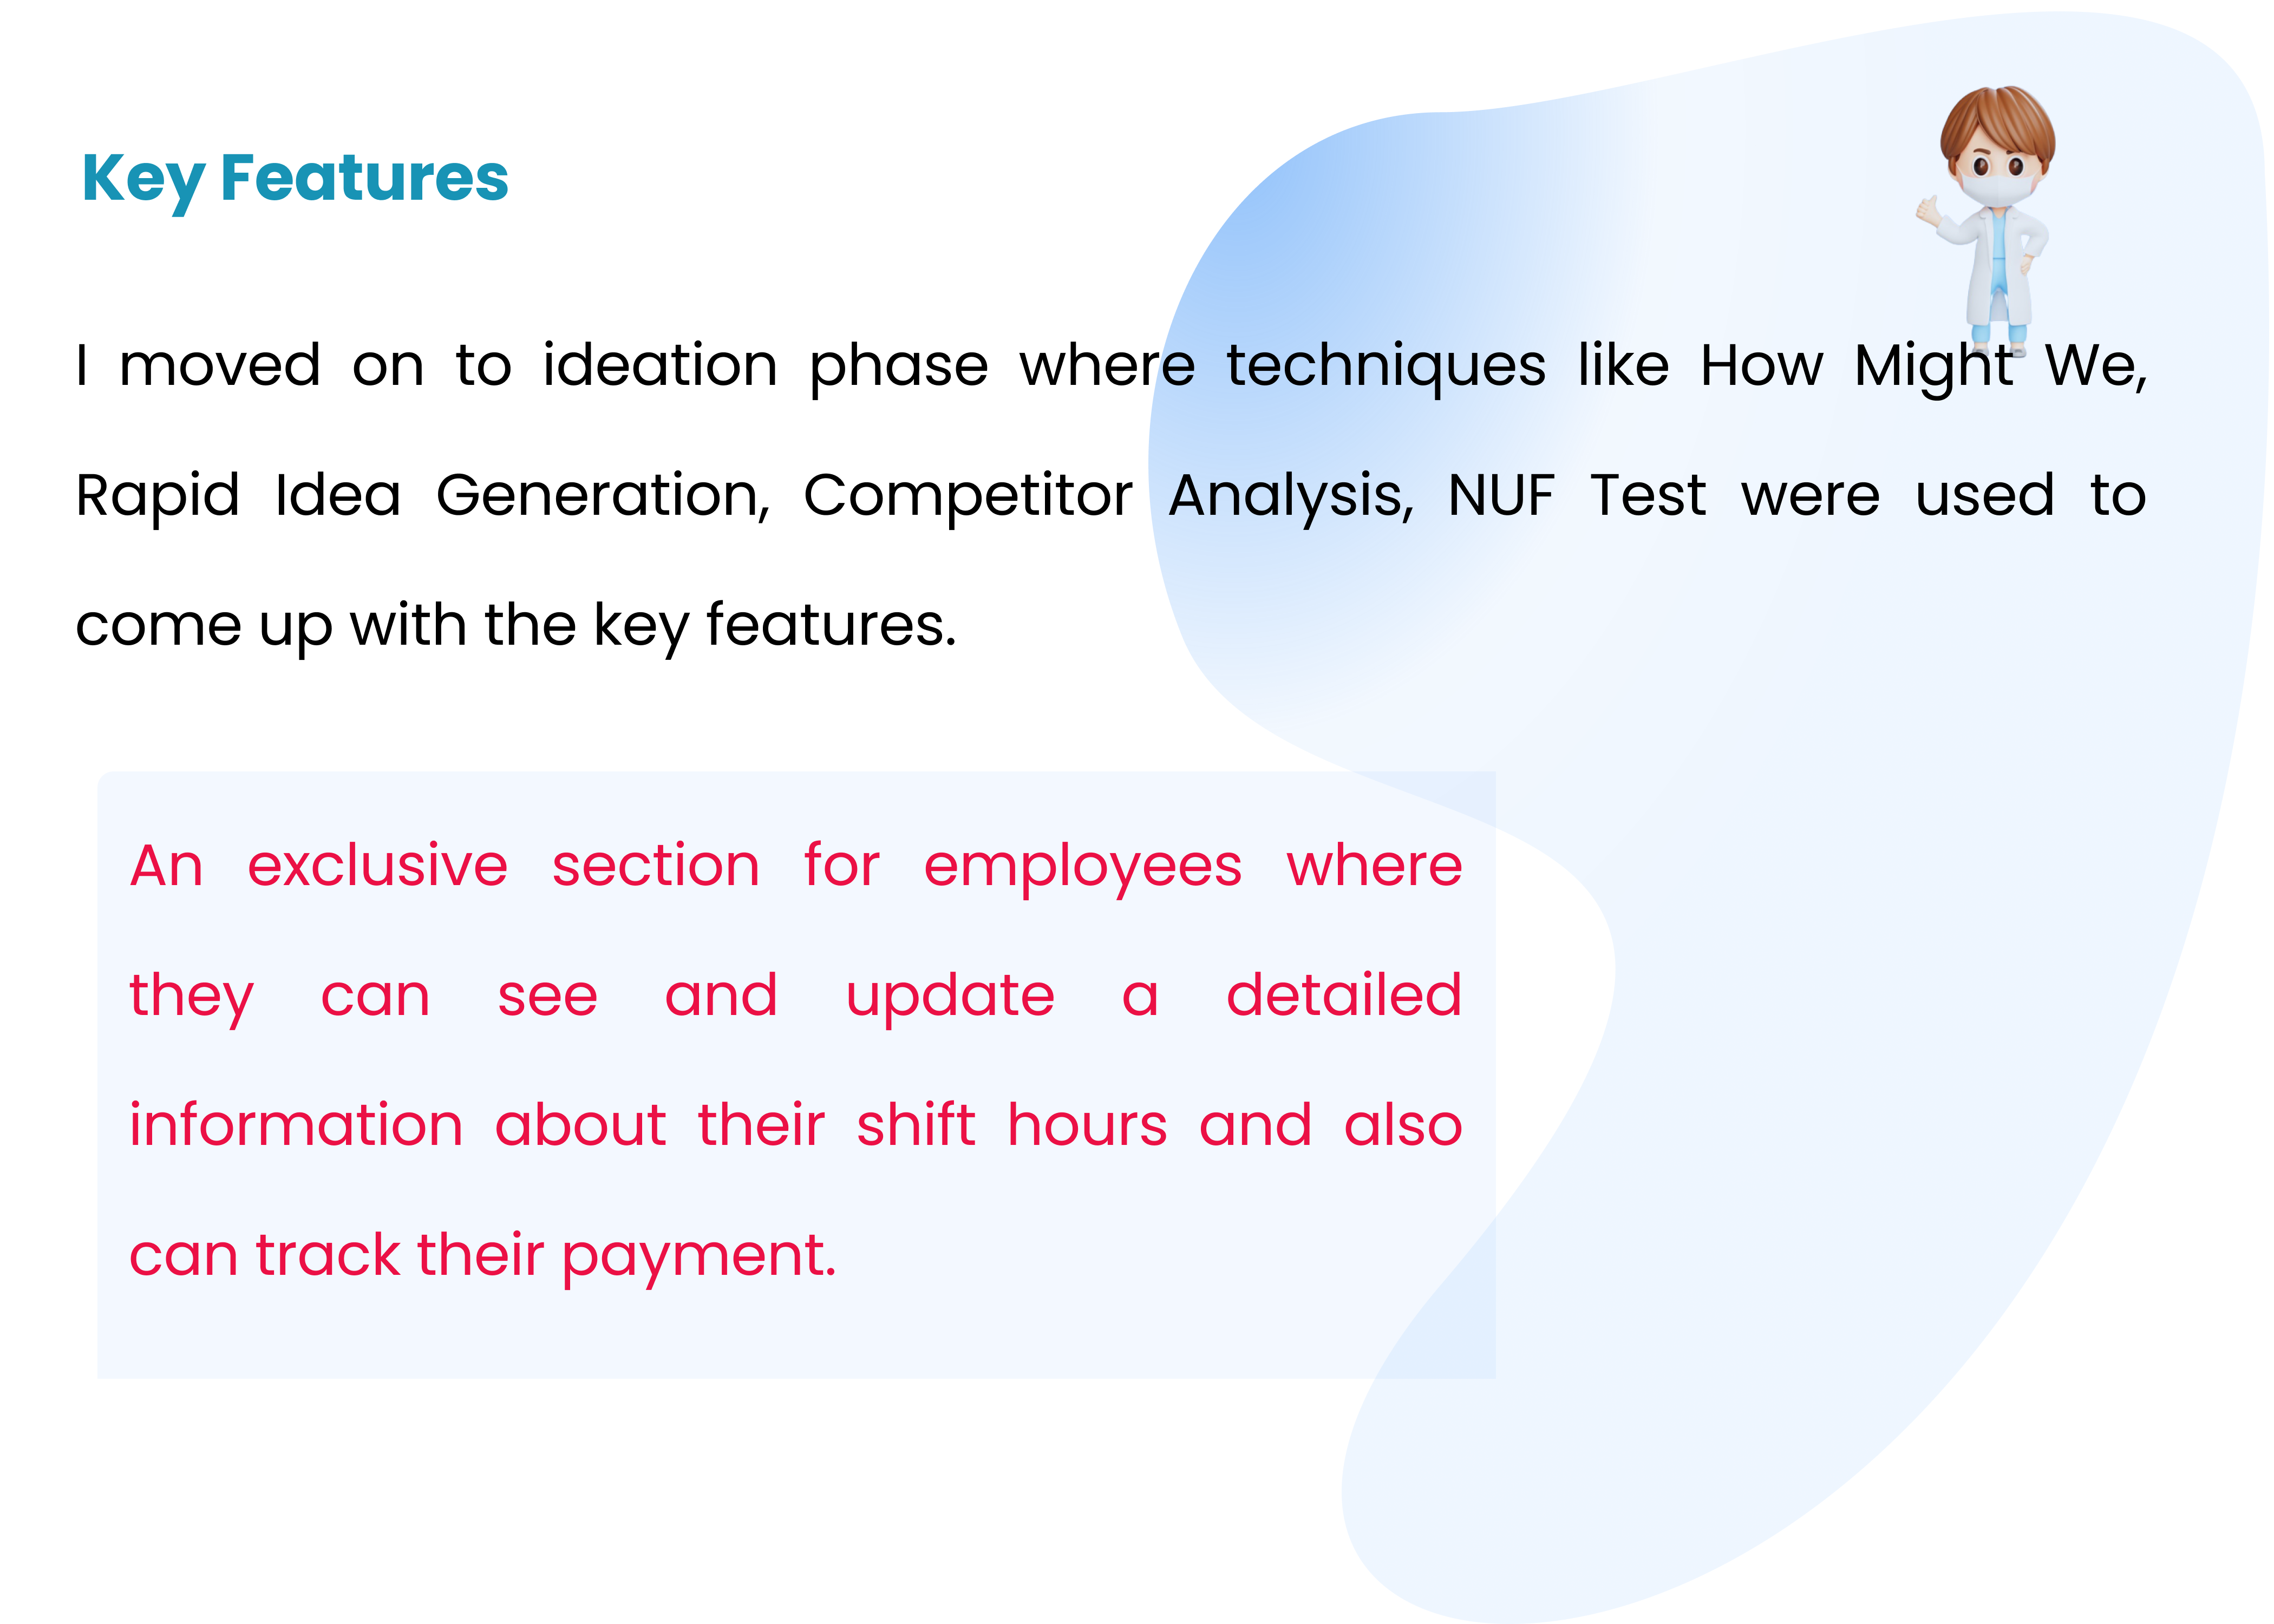 Key Features
I moved on to ideation phase where techniques like How Might We,
Rapid Idea Generation, Competitor Analysis, NUF Test were used to
come up with the key features.
An exclusive section for employees where
they can see and update a detailed
information about their shift hours and also
can track their payment.